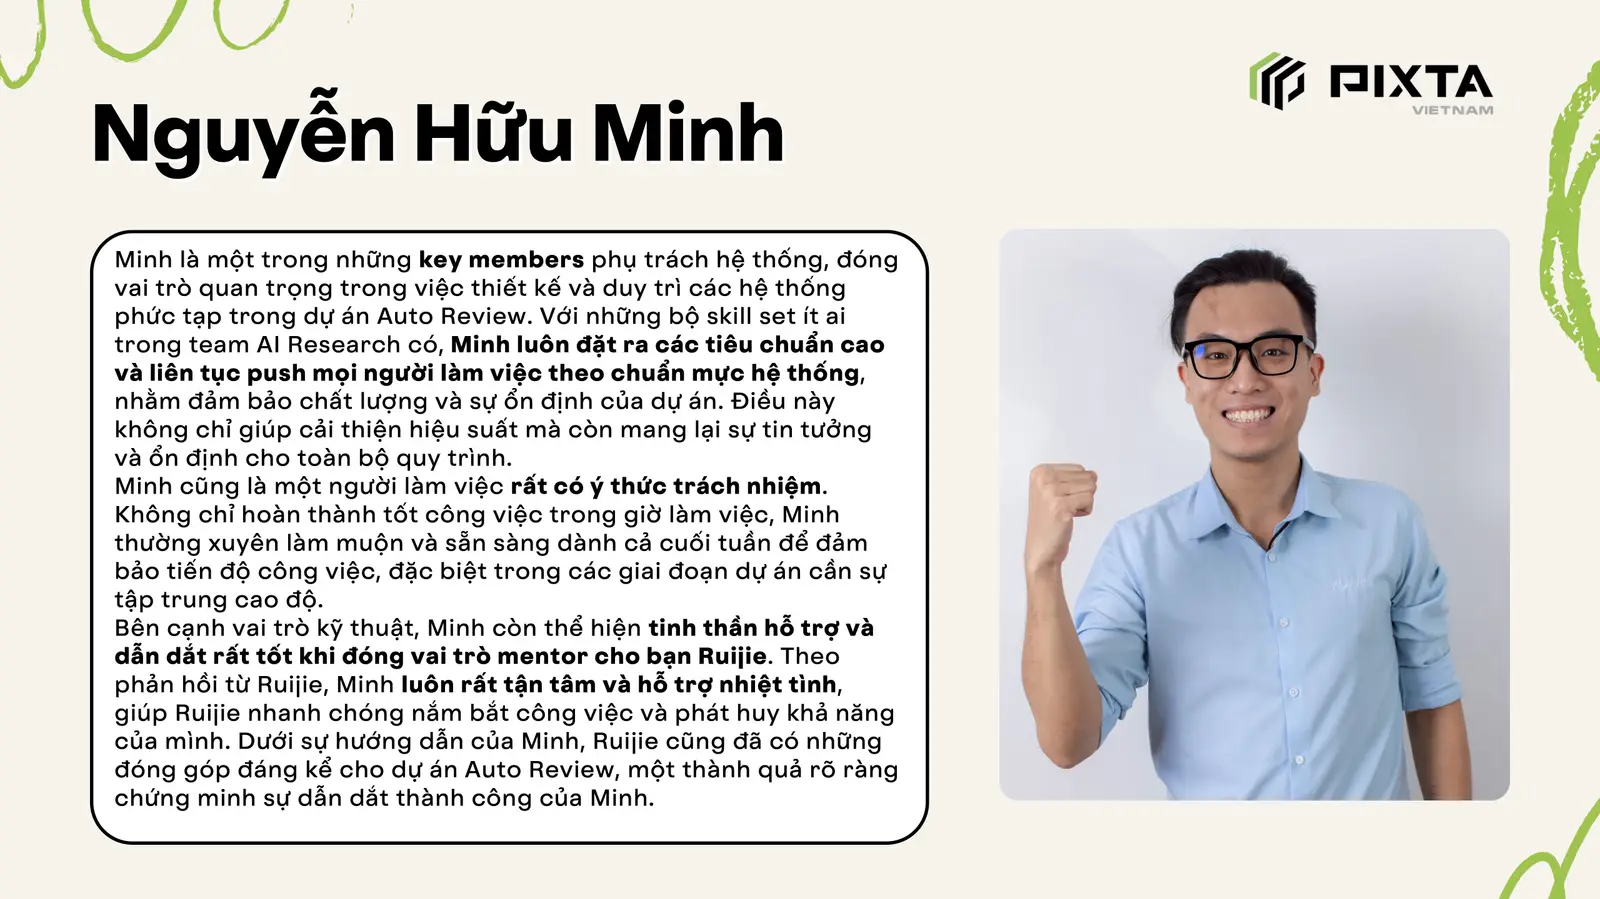 PIXTA
VIETNAM
Nguyễn Hữu Minh
Minh là một trong những key members phụ trách hệ thống, đóng
vai trò quan trọng trong việc thiết kế và duy trì các hệ thống
phức tạp trong dự án Auto Review. Với những bộ skill set ít ai
trong team AI Research có, Minh luôn đặt ra các tiêu chuẩn cao
và liên tục push mọi người làm việc theo chuẩn mực hệ thống,
nhằm đảm bảo chất lượng và sự ổn định của dự án. Điều này
không chỉ giúp cải thiện hiệu suất mà còn mang lại sự tin tưởng
và ổn định cho toàn bộ quy trình.
Minh cũng là một người làm việc rất có ý thức trách nhiệm.
Không chỉ hoàn thành tốt công việc trong giờ làm việc, Minh
thường xuyên làm muộn và sẵn sàng dành cả cuối tuần để đảm
bảo tiến độ công việc, đặc biệt trong các giai đoạn dự án cần sự
tập trung cao độ.
Bên cạnh vai trò kỹ thuật, Minh còn thể hiện tinh thần hỗ trợ và
dẫn dắt rất tốt khi đóng vai trò mentor cho bạn Ruijie. Theo
phản hồi từ Ruijie, Minh luôn rất tận tâm và hỗ trợ nhiệt tình,
giúp Ruijie nhanh chóng nắm bắt công việc và phát huy khả năng
của mình. Dưới sự hướng dẫn của Minh, Ruijie cũng đã có những
đóng góp đáng kể cho dự án Auto Review, một thành quả rõ ràng
chứng minh sự dẫn dắt thành công của Minh.